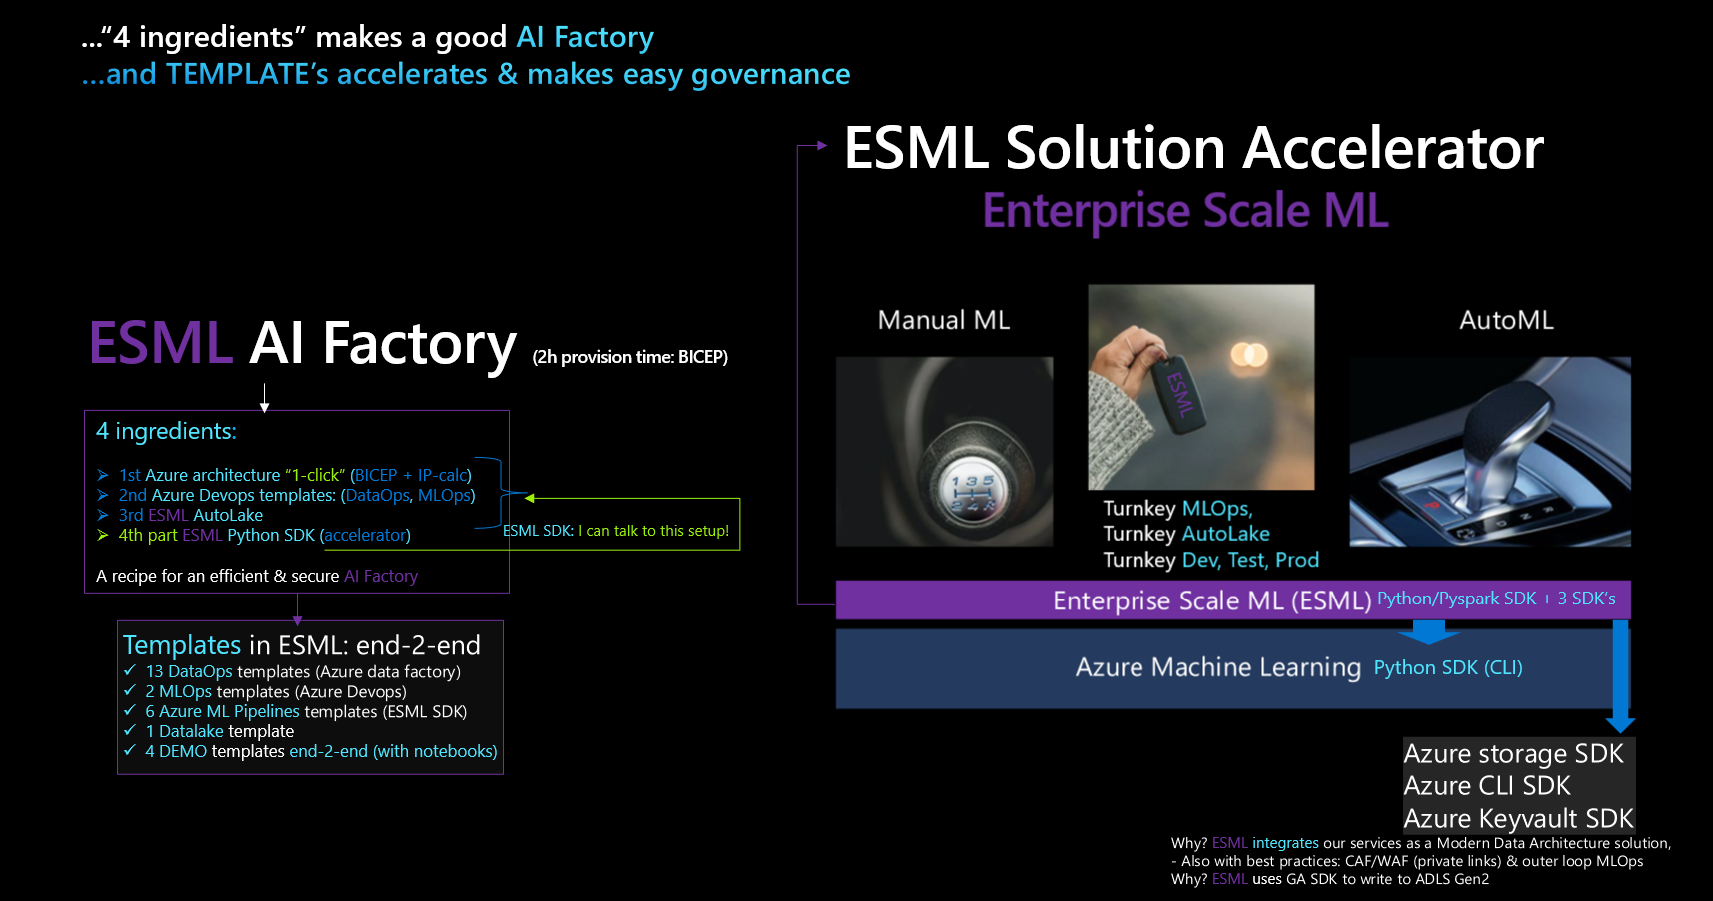 ...“4 ingredients” makes a good AI Factory
...and TEMPLATE’s accelerates & makes easy governance
ESML Solution Accelerator
Enterprise Scale ML
ESML AI Factory (2h provision time: BICEP)
4 ingredients:
1st Azure architecture “1-click” (BICEP + IP-calc)
2nd Azure Devops templates: (DataOps, MLOps)
3rd ESML AutoLake
4th part ESML Python SDK (accelerator)
A recipe for an efficient & secure AI Factory
ESML SDK: I can talk to this setup!
Templates in ESML: end-2-end
13 DataOps templates (Azure data factory)
2 MLOps templates (Azure Devops)
6 Azure ML Pipelines templates (ESML SDK)
1 Datalake template
4 DEMO templates end-2-end (with notebooks)
Manual ML
AutoML
ESML
1 3 5
2 4 R
Turnkey MLOps,
Turnkey AutoLake
Turnkey Dev, Test, Prod
Enterprise Scale ML (ESML) Python/Pyspark SDK + 3 SDK’s
Azure Machine Learning Python SDK (CLI)
Azure storage SDK
Azure CLI SDK
Azure Keyvault SDK
Why? ESML integrates our services as a Modern Data Architecture solution,
- Also with best practices: CAF/WAF (private links) & outer loop MLOps
Why? ESML uses GA SDK to write to ADLS Gen2